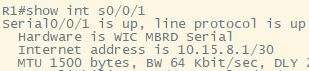 R1#show int s0/0/1
Serial0/0/1 is up, line protocol is up
Hardware is WIC MBRD Serial
Internet address is 10.15.8.1/30
MTU 1500 bytes, BW 64 Kbit/sec, DLY